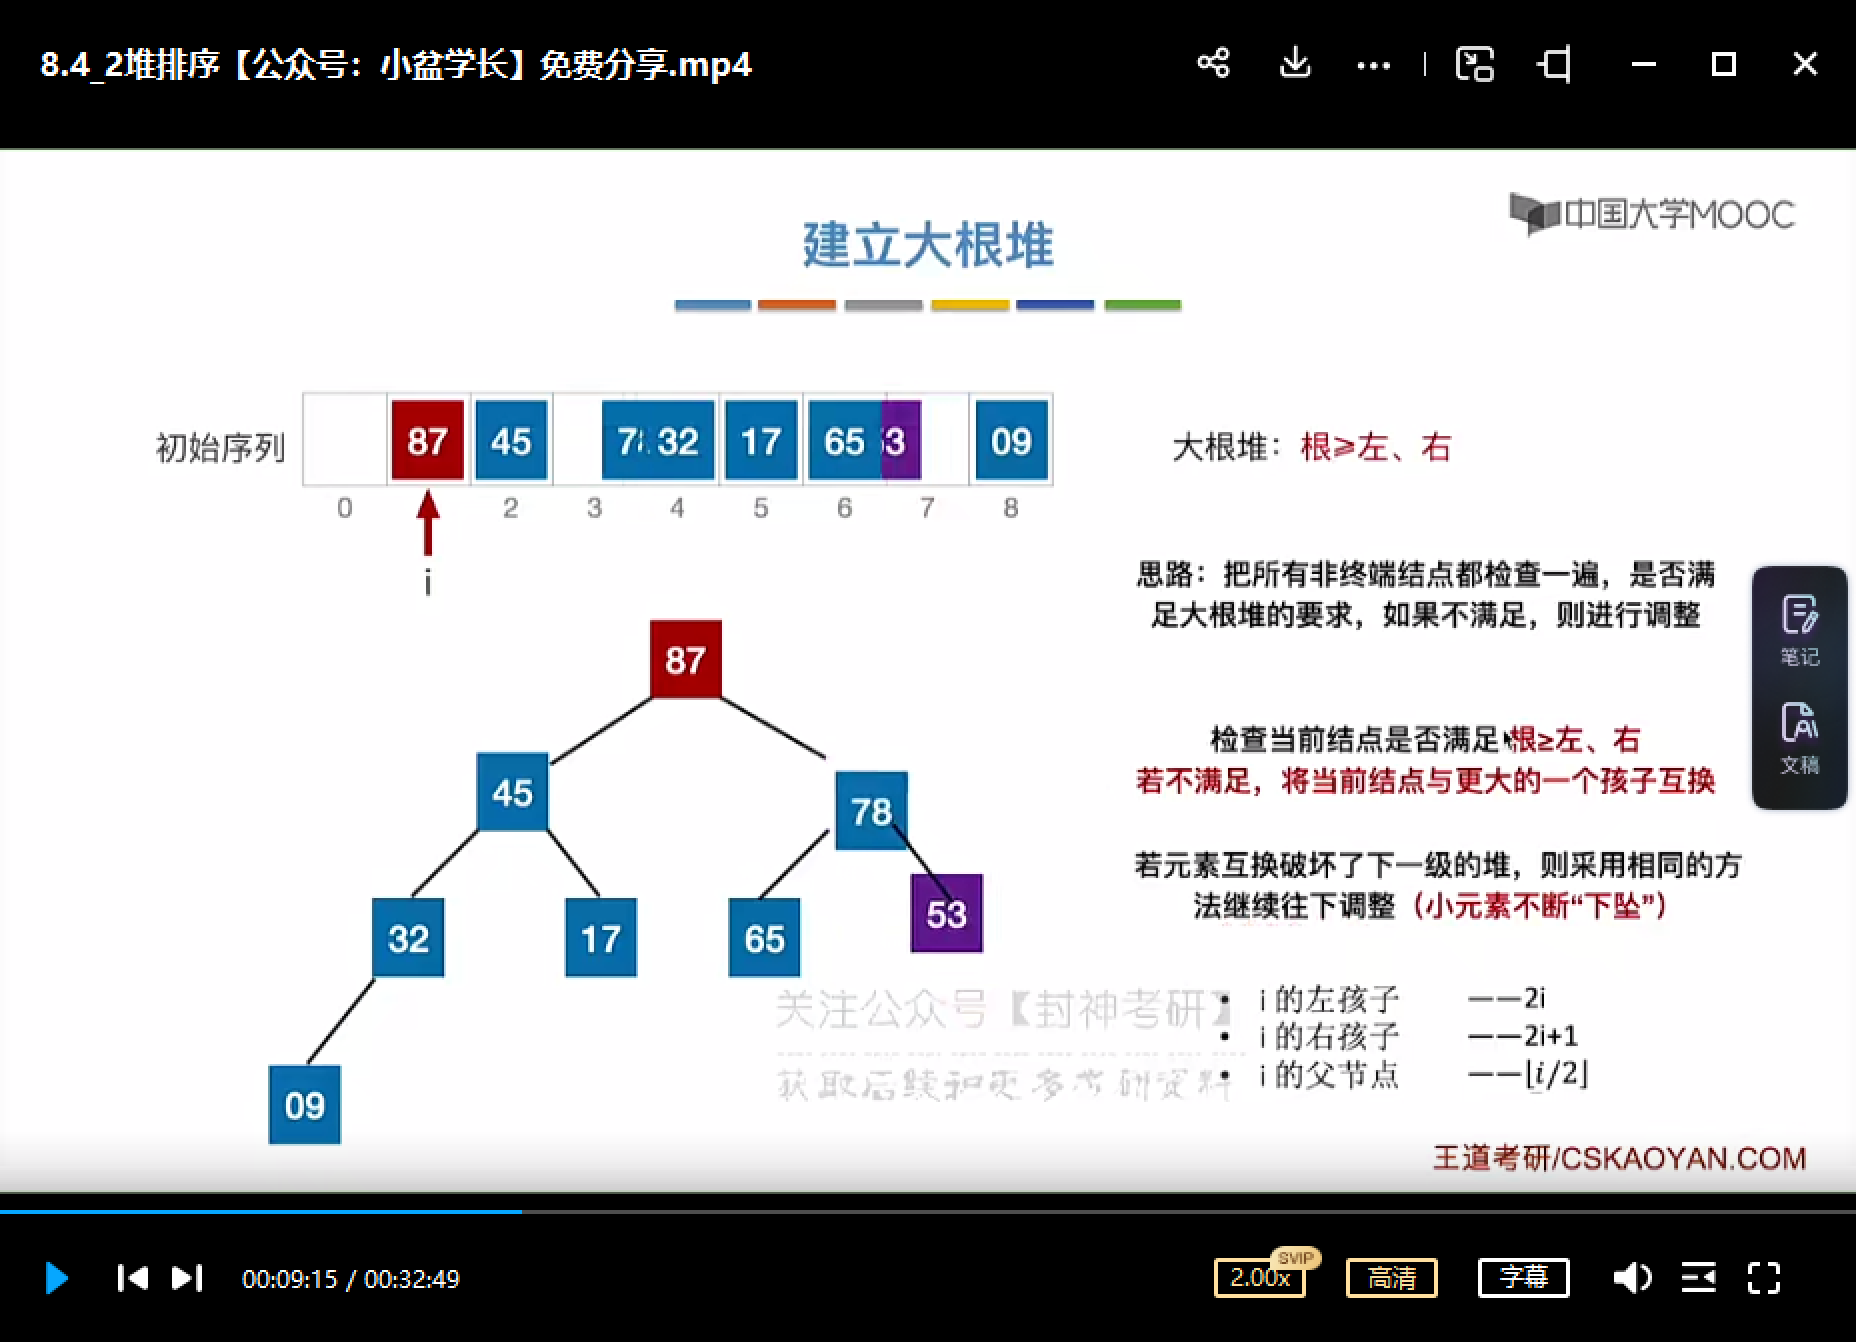 8.4_2堆排序【公众号：小盆学长】免费分享.mp4
中国大学MOOC
建立大根堆
初始序列
87 45 32 17 65 3 09
0 2 3 4 5 6 7 8
i
大根堆：根≥左、右
思路：把所有非终端结点都检查一遍，是否满
足大根堆的要求，如果不满足，则进行调整
87
45
78
32
17
65
53
09
检查当前结点是否满足 根≥左、右
若不满足，将当前结点与更大的一个孩子互换
若元素互换破坏了下一级的堆，则采用相同的方
法继续往下调整（小元素不断“下坠”）
关注公众号【封神考研】
获取后续和更多考研资料
• i 的左孩子 ——2i
• i 的右孩子 ——2i+1
• i 的父节点 ——⌊i/2⌋
王道考研/CSKAOYAN.COM
笔记
文稿
00:09:15 / 00:32:49
2.00x
SVIP
高清
字幕